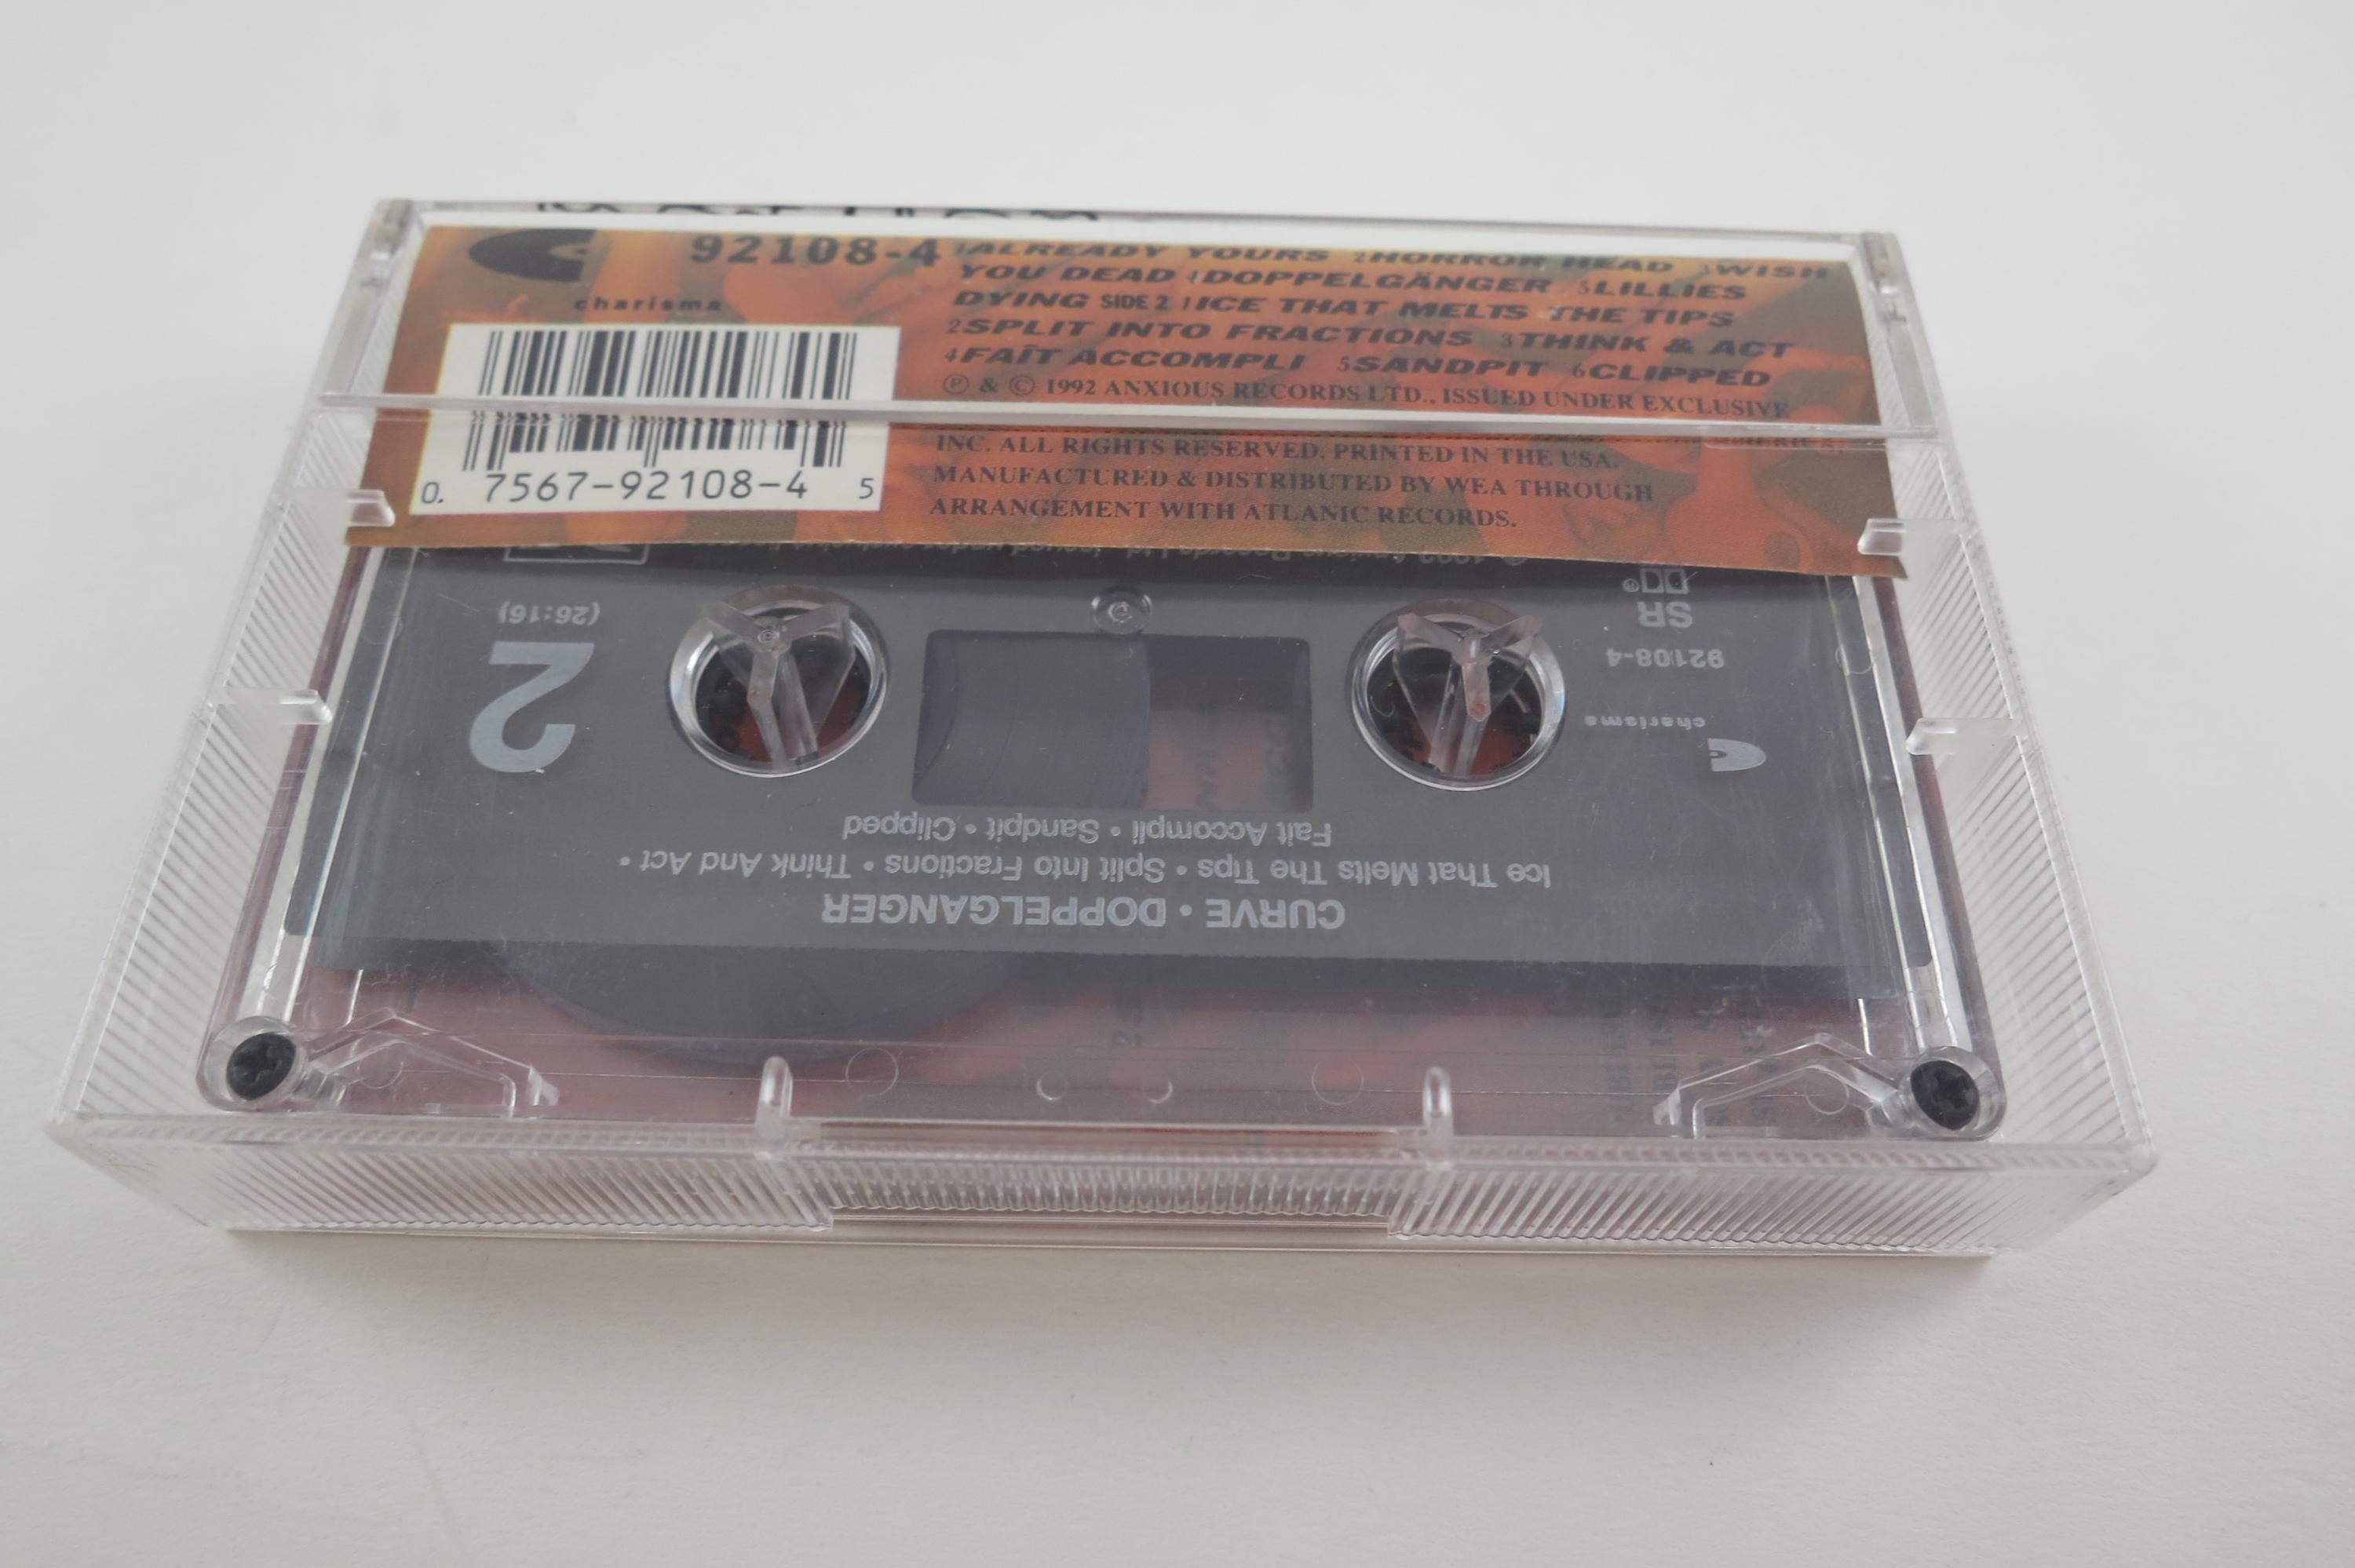 92108-4
charisma
0. 7567-92108-4 5
1ALREADY YOURS 2HORROR HEAD 3WISH
YOU DEAD 4DOPPELGÄNGER 5LILLIES
DYING SIDE 2 1ICE THAT MELTS THE TIPS
2SPLIT INTO FRACTIONS 3THINK & ACT
4FAÎT ACCOMPLI 5SANDPIT 6CLIPPED
Ⓟ & © 1992 ANXIOUS RECORDS LTD., ISSUED UNDER EXCLUSIVE
INC. ALL RIGHTS RESERVED. PRINTED IN THE USA.
MANUFACTURED & DISTRIBUTED BY WEA THROUGH
ARRANGEMENT WITH ATLANIC RECORDS.
CURVE • DOPPELGANGER
Ice That Melts The Tips • Split Into Fractions • Think And Act •
Fait Accompli • Sandpit • Clipped
charisma
92108-4
SR
2
(26:16)